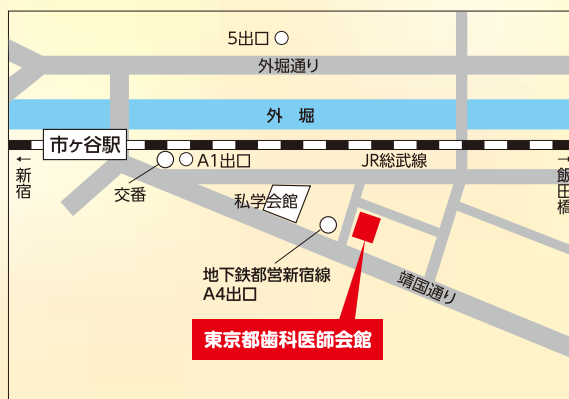 5出口
外堀通り
外 堀
市ヶ谷駅
A1出口
JR総武線
←新宿
→飯田橋
交番
私学会館
地下鉄都営新宿線
A4出口
靖国通り
東京都歯科医師会館